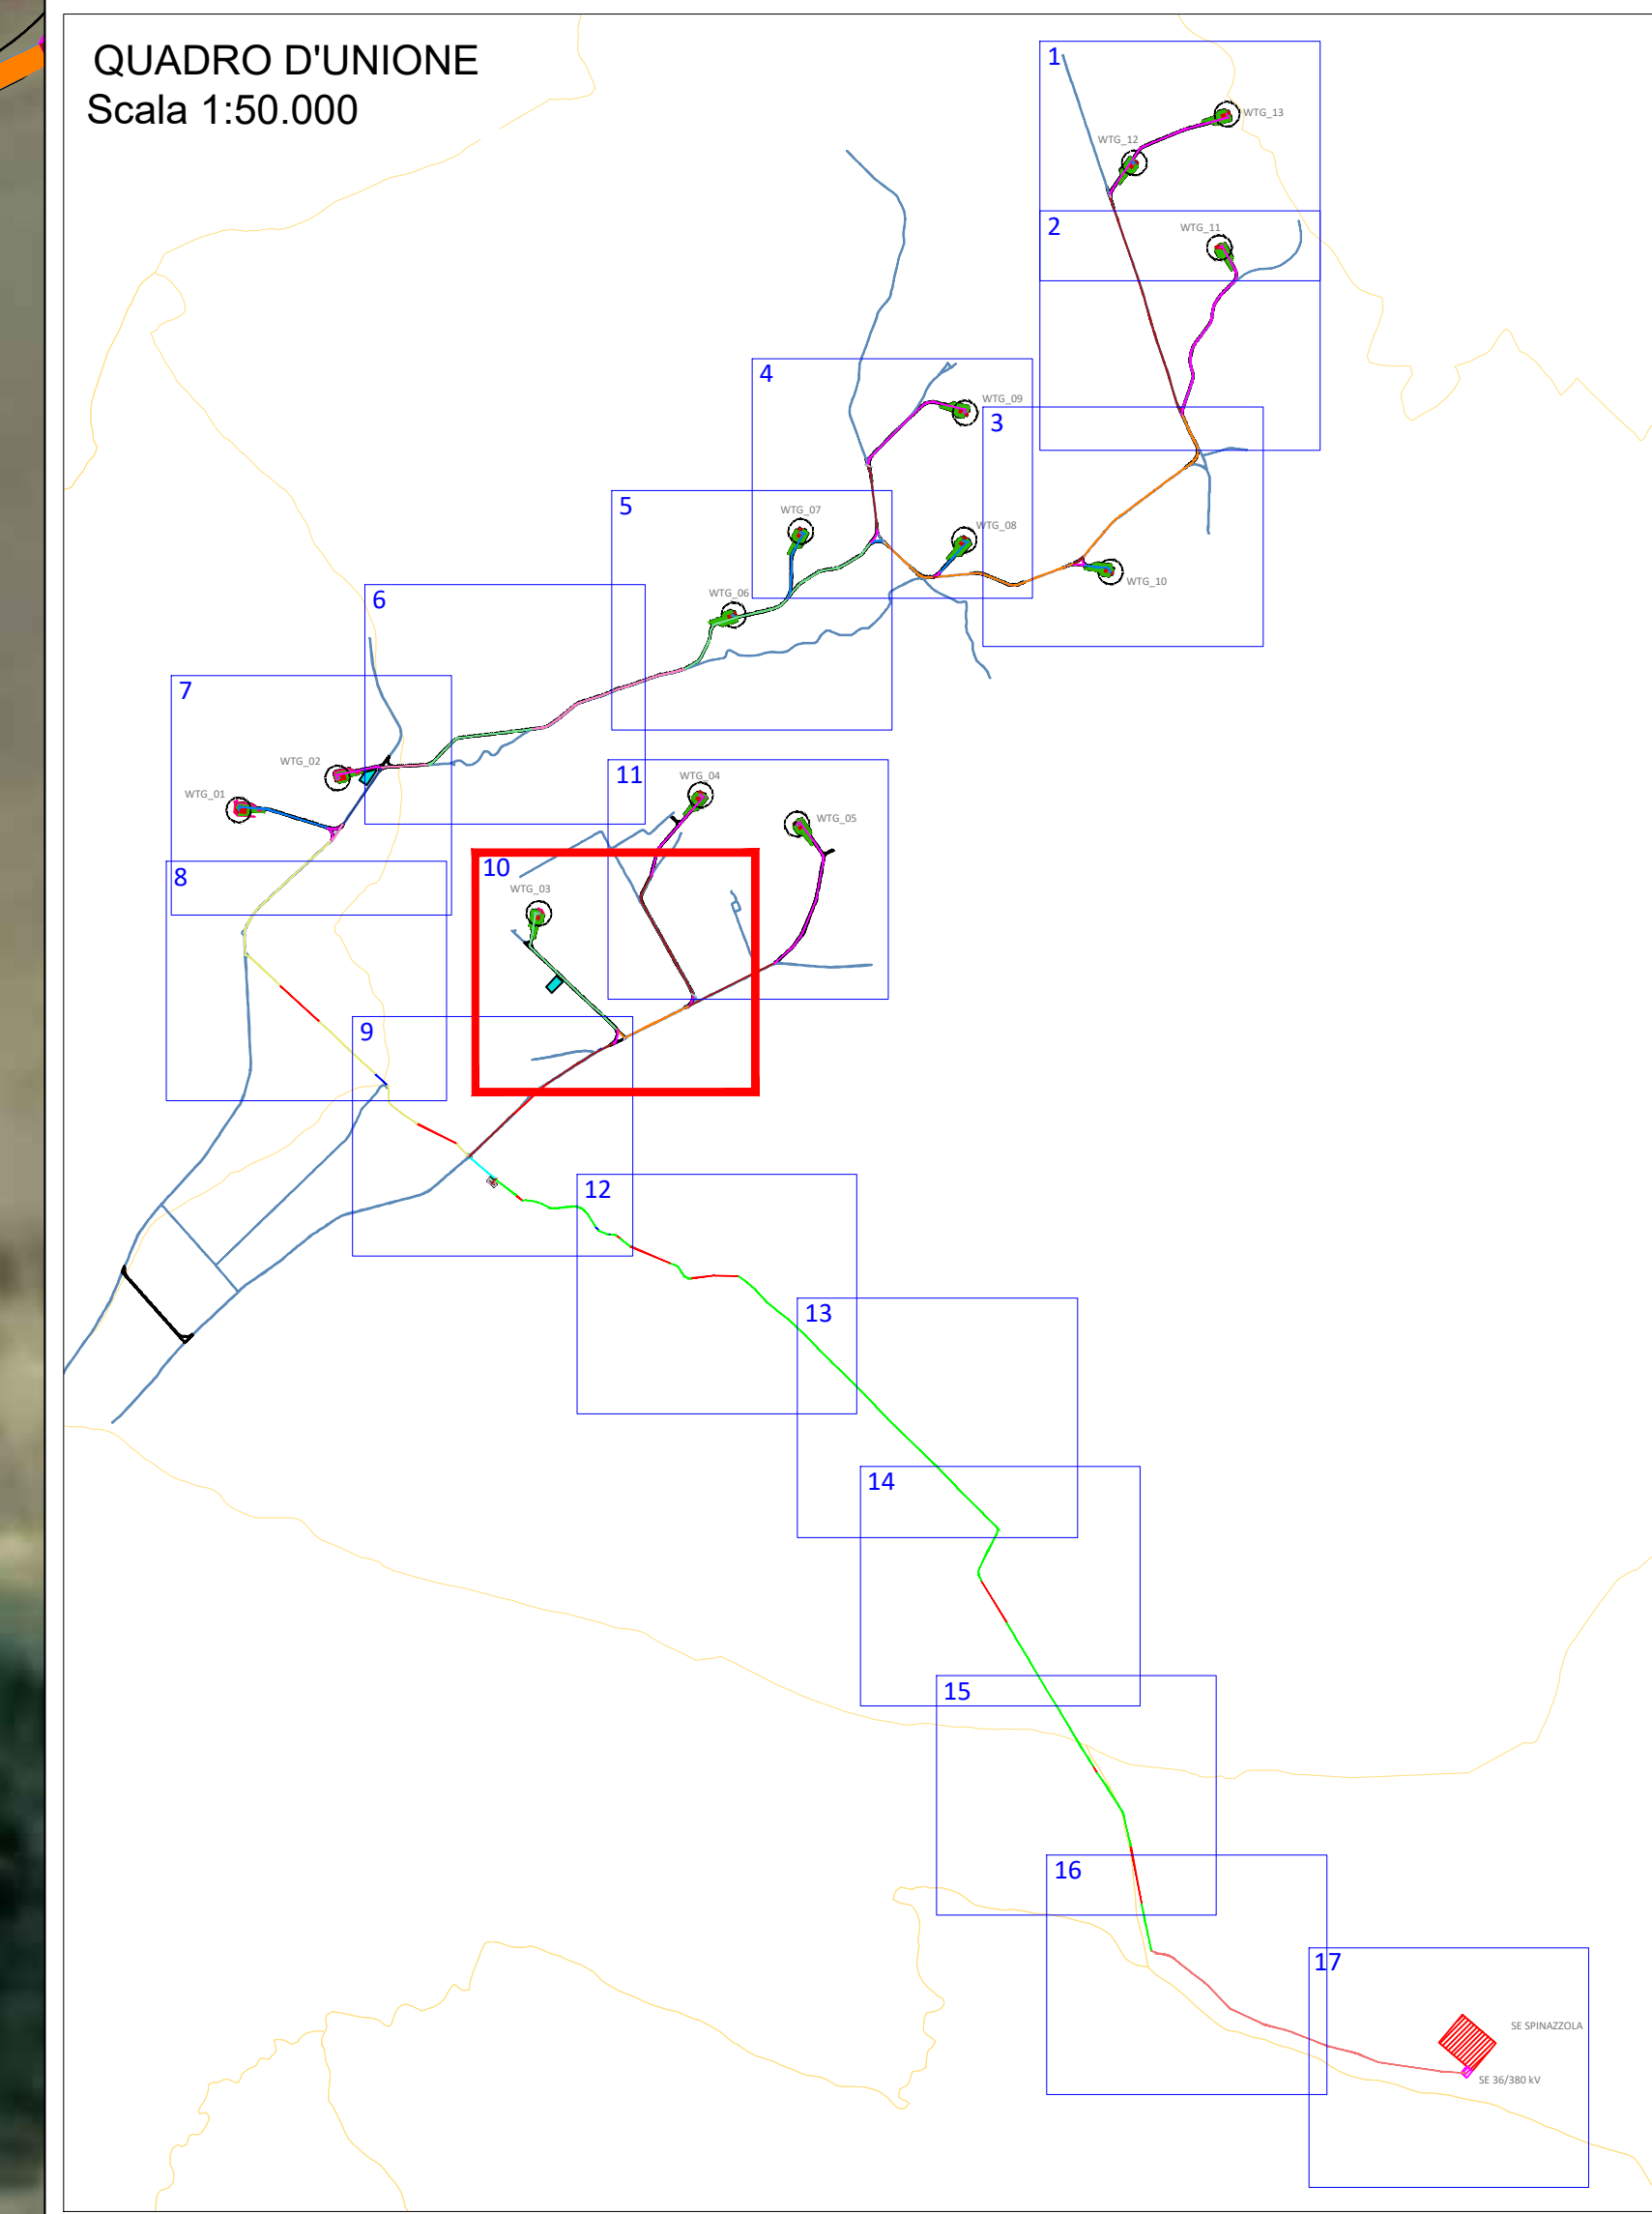 QUADRO D'UNIONE
Scala 1:50.000
1
WTG_13
WTG_12
2
WTG_11
4
WTG_09
3
5
WTG_07
WTG_08
WTG_10
6
WTG_06
7
WTG_02
WTG_01
11
WTG_04
WTG_05
8
10
WTG_03
9
12
13
14
15
16
17
SE SPINAZZOLA
SE 36/380 kV